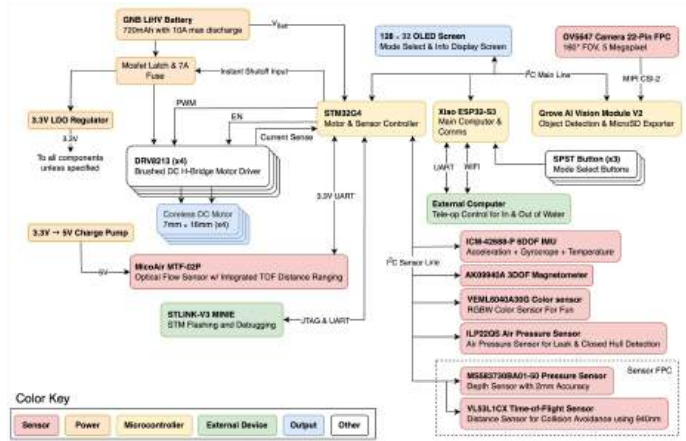 GNB LiHV Battery
720mAh with 10A max discharge
VBatt
128 × 32 OLED Screen
Mode Select & Info Display Screen
OV5647 Camera 22-Pin FPC
160° FOV, 5 Megapixel
Mosfet Latch & 7A
Fuse
Instant Shutoff Input
I²C Main Line
MIPI CSI-2
3.3V LDO Regulator
PWM
EN
STM32G4
Motor & Sensor Controller
Xiao ESP32-S3
Main Computer &
Comms
Grove AI Vision Module V2
Object Detection & MicroSD Exporter
3.3V
Current Sense
To all components
unless specified
DRV8213 (x4)
Brushed DC H-Bridge Motor Driver
UART
WIFI
SPST Button (x3)
Mode Select Buttons
3.3V UART
Coreless DC Motor
7mm × 16mm (x4)
External Computer
Tele-op Control for In & Out of Water
3.3V → 5V Charge Pump
5V
MicoAir MTF-02P
Optical Flow Sensor w/ Integrated TOF Distance Ranging
I²C Sensor Line
ICM-42688-P 6DOF IMU
Acceleration + Gyroscope + Temperature
AK09940A 3DOF Magnetometer
VEML6040A3OG Color sensor
RGBW Color Sensor For Fun
STLINK-V3 MINIE
STM Flashing and Debugging
JTAG & UART
ILP22QS Air Pressure Sensor
Air Pressure Sensor for Leak & Closed Hull Detection
Sensor FPC
MS583730BA01-50 Pressure Sensor
Depth Sensor with 2mm Accuracy
VL53L1CX Time-of-Flight Sensor
Distance Sensor for Collision Avoidance using 940nm
Color Key
Sensor
Power
Microcontroller
External Device
Output
Other